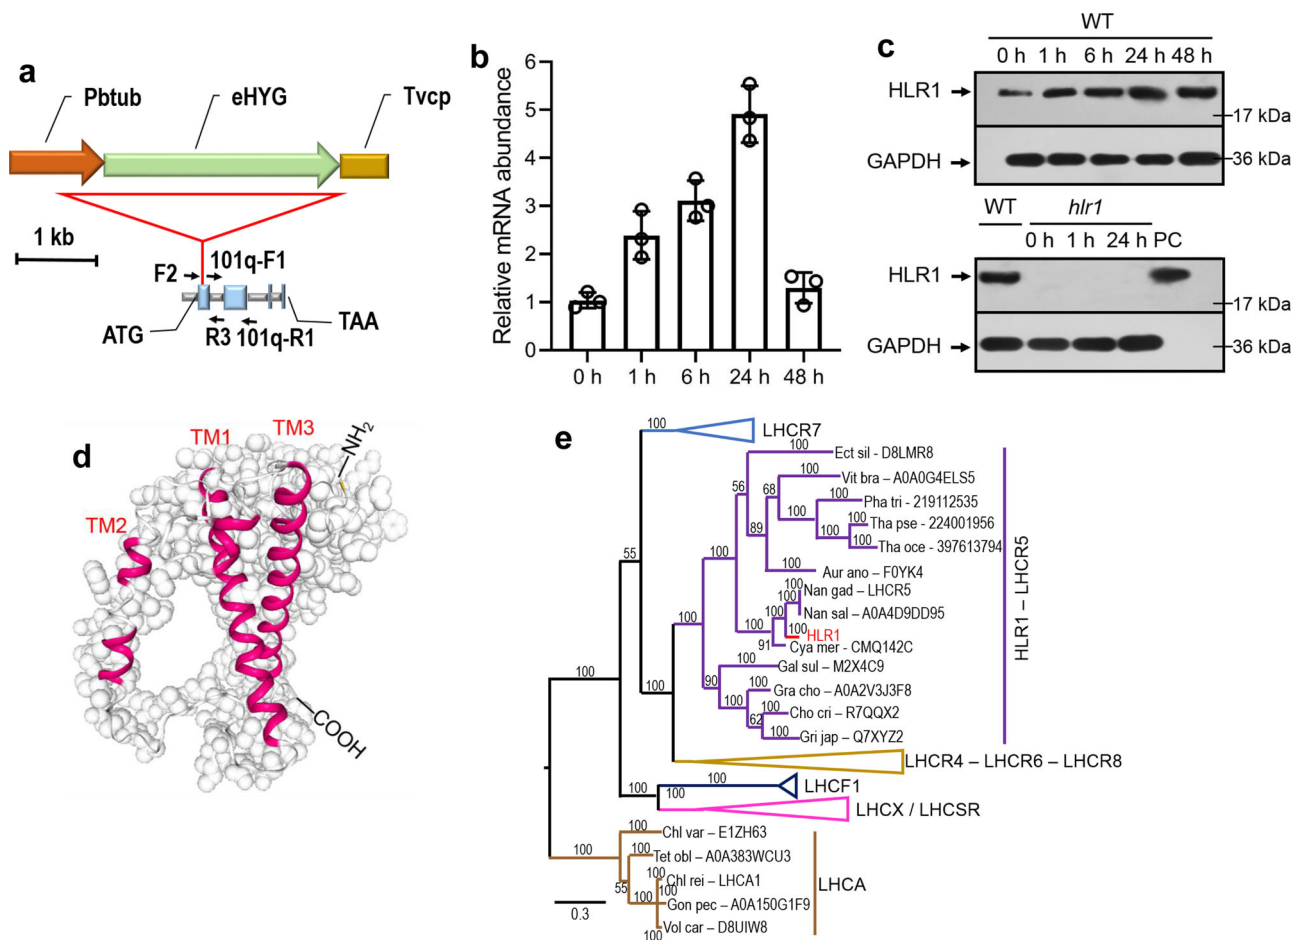 a
Pbtub
eHYG
Tvcp
1 kb
F2
101q-F1
ATG
R3
101q-R1
TAA
b
Relative mRNA abundance
6
5
4
3
2
1
0
0 h
1 h
6 h
24 h
48 h
c
WT
0 h 1 h 6 h 24 h 48 h
HLR1
17 kDa
GAPDH
36 kDa
WT hlr1
0 h 1 h 24 h PC
HLR1
17 kDa
GAPDH
36 kDa
d
TM1
TM3
NH2
TM2
COOH
e
100
LHCR7
100
Ect sil - D8LMR8
100
Vit bra – A0A0G4ELS5
56
68
100
Pha tri - 219112535
100
100
Tha pse - 224001956
89
100
100
Tha oce - 397613794
55
100
100
Aur ano – F0YK4
100
Nan gad – LHCR5
100
100
Nan sal – A0A4D9DD95
100
100
HLR1
100
91
Cya mer – CMQ142C
100
Gal sul – M2X4C9
100
90
100
Gra cho – A0A2V3J3F8
100
100
Cho cri – R7QQX2
62
100
Gri jap – Q7XYZ2
HLR1 – LHCR5
100
LHCR4 – LHCR6 – LHCR8
100
LHCF1
100
100
LHCX / LHCSR
100
Chl var – E1ZH63
100
100
Tet obl – A0A383WCU3
100
Chl rei – LHCA1
55
100
100
Gon pec – A0A150G1F9
Vol car – D8UIW8
100
LHCA
0.3